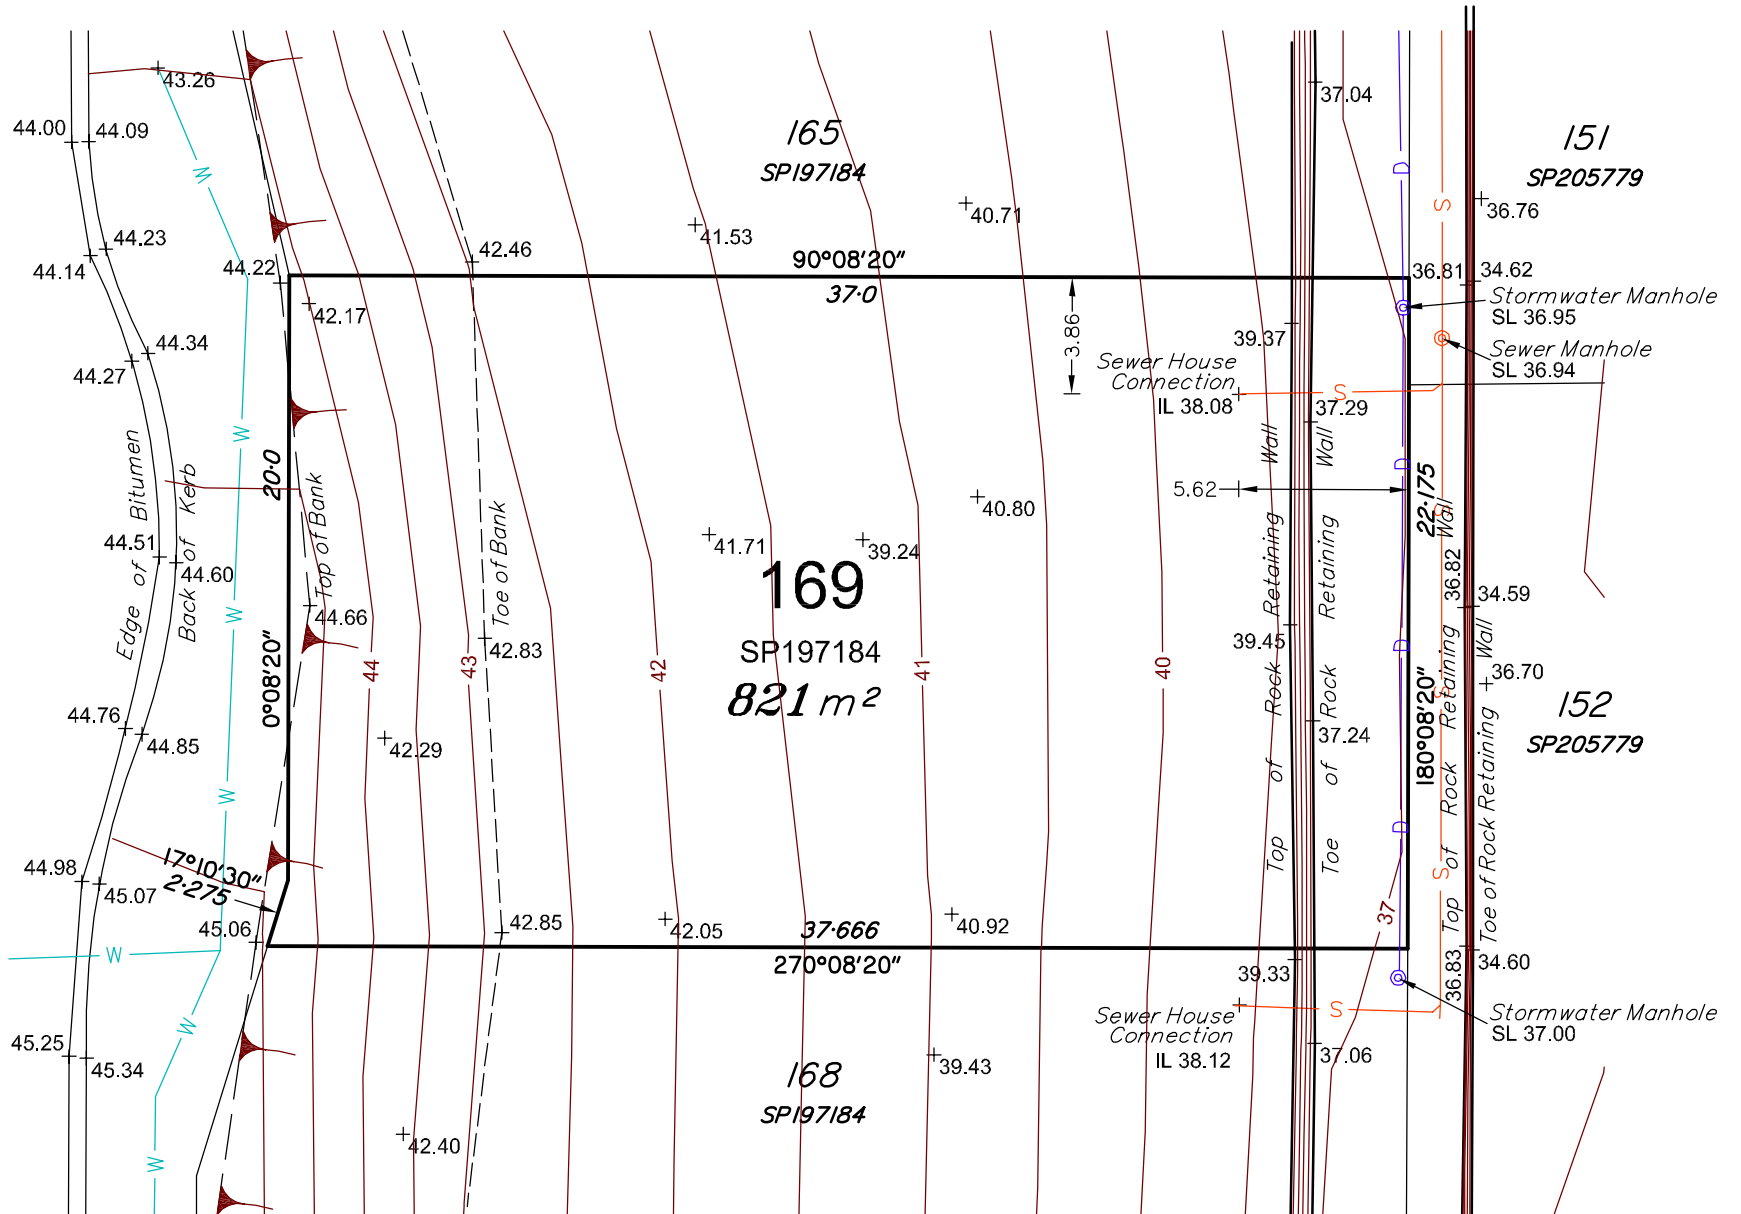 43.26
37.04
44.00
44.09
165
SP197184
151
SP205779
W
D
S
36.76
40.71
41.53
44.23
44.14
42.46
90°08'20"
37·0
44.22
36.81
34.62
42.17
Stormwater Manhole
SL 36.95
39.37
3.86
44.34
44.27
Sewer House
Connection
IL 38.08
S
37.29
Sewer Manhole
SL 36.94
W
20·0
Edge of Bitumen
Back of Kerb
Top of Bank
Toe of Bank
5.62
D
22·175
S
40.80
44.51
44.60
41.71
39.24
169
SP197184
821 m²
36.82
34.59
W
44.66
42.83
39.45
D
0°08'20"
44
43
42
41
40
Top of Rock Retaining Wall
Toe of Rock Retaining Wall
180°08'20"
S
Top of Rock Retaining Wall
Toe of Rock Retaining Wall
36.70
152
SP205779
44.76
44.85
42.29
37.24
W
D
44.98
45.07
17°10'30"
2·275
S
37
45.06
42.85
42.05
37·666
270°08'20"
40.92
39.33
36.83
34.60
W
W
Sewer House
Connection
IL 38.12
S
Stormwater Manhole
SL 37.00
45.25
45.34
39.43
37.06
168
SP197184
42.40
W